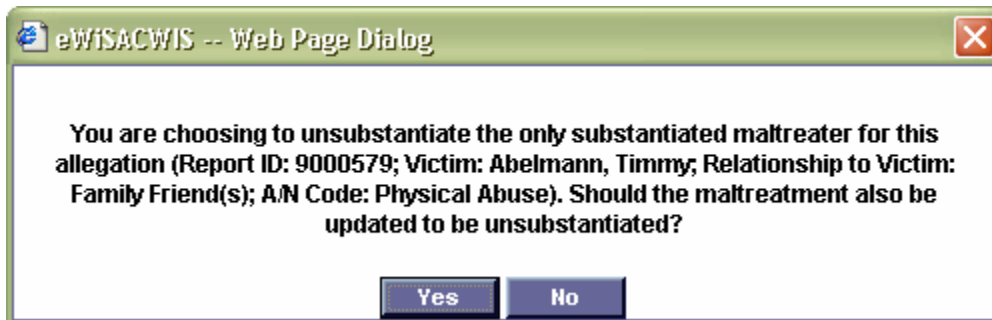 eWiSACWIS -- Web Page Dialog
You are choosing to unsubstantiate the only substantiated maltreater for this
allegation (Report ID: 9000579; Victim: Abelmann, Timmy; Relationship to Victim:
Family Friend(s); A/N Code: Physical Abuse). Should the maltreatment also be
updated to be unsubstantiated?
Yes No